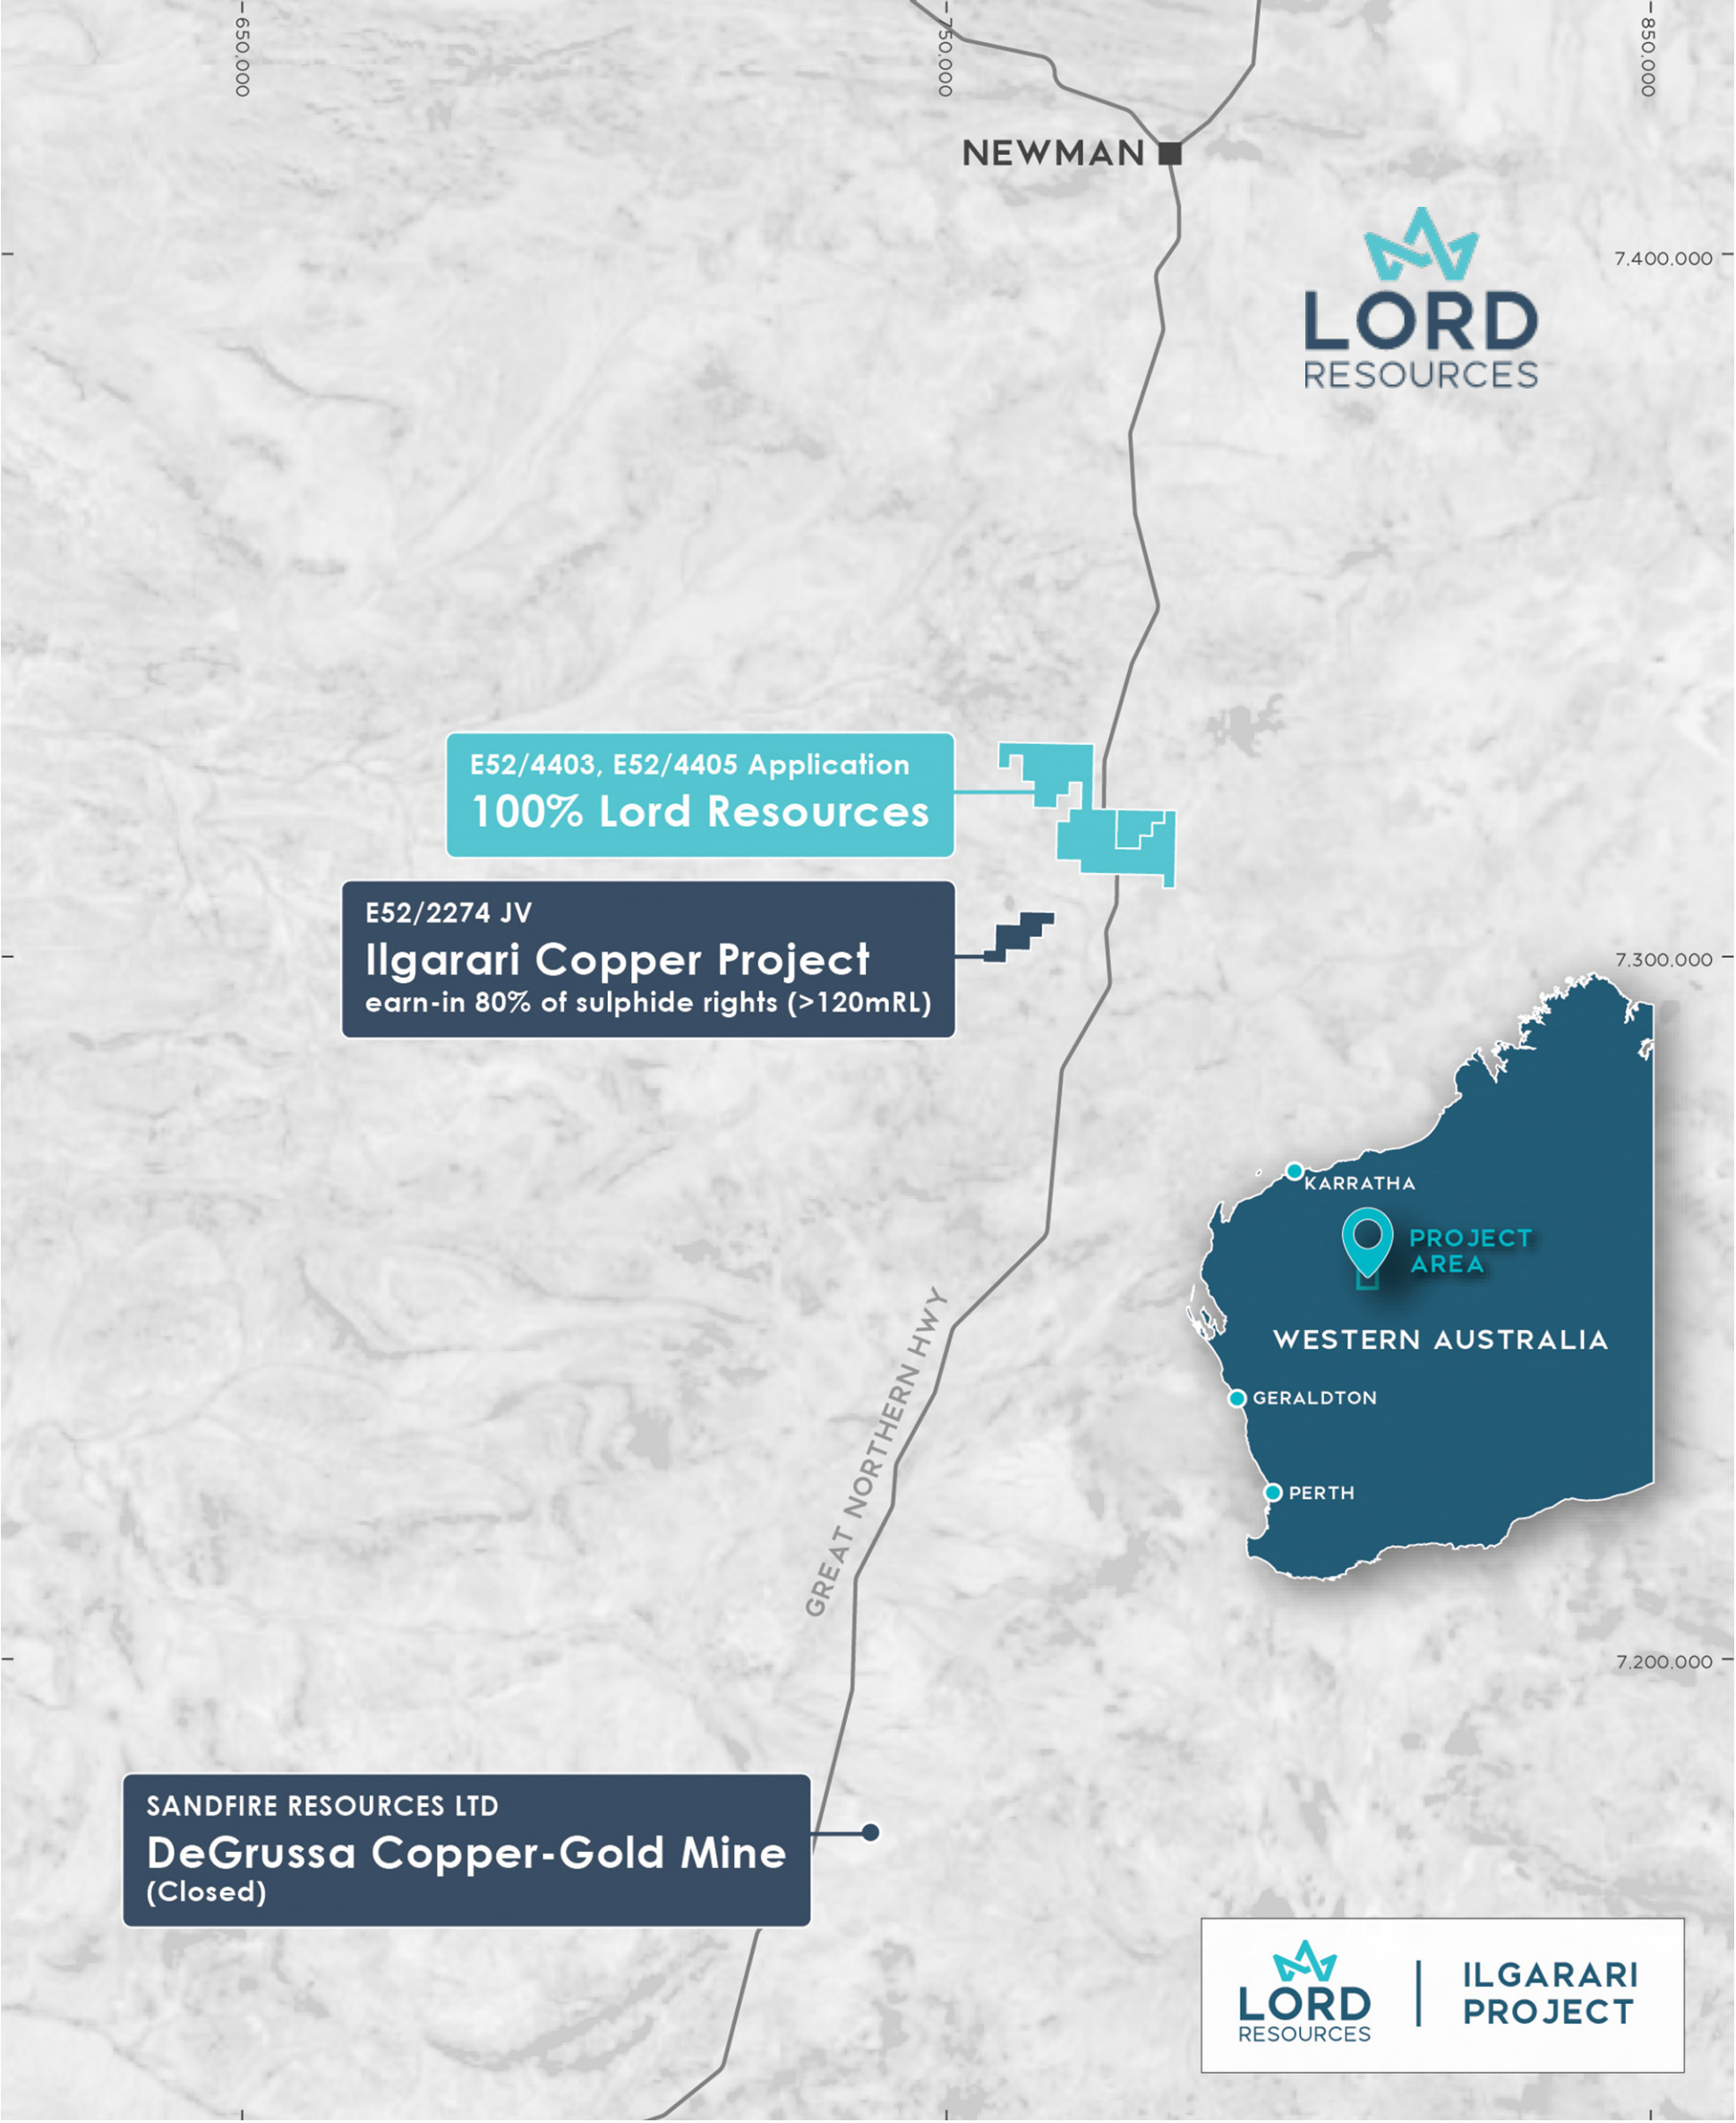 650.000
750.000
850.000
NEWMAN
7.400.000
LORD
RESOURCES
E52/4403, E52/4405 Application
100% Lord Resources
E52/2274 JV
Ilgarari Copper Project
earn-in 80% of sulphide rights (>120mRL)
7.300.000
KARRATHA
PROJECT
AREA
WESTERN AUSTRALIA
GERALDTON
PERTH
GREAT NORTHERN HWY
7.200.000
SANDFIRE RESOURCES LTD
DeGrussa Copper-Gold Mine
(Closed)
LORD
RESOURCES
ILGARARI
PROJECT